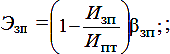 Эзп = (1 − Изп / Ипт) βзп; ;